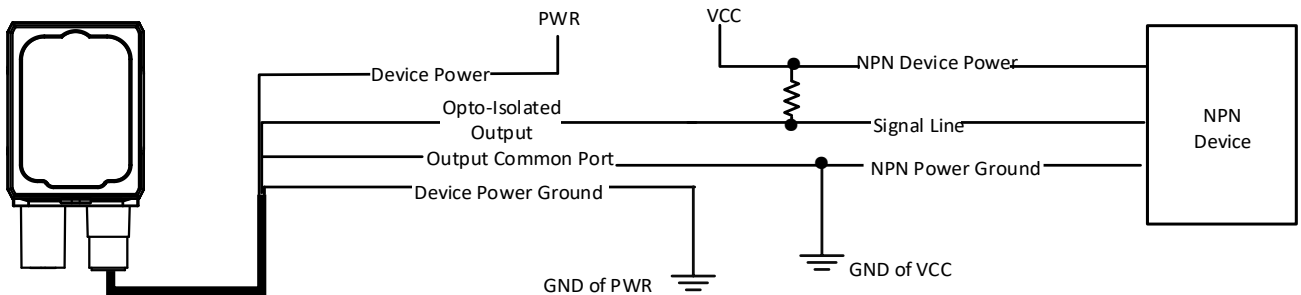 PWR
VCC
Device Power
NPN Device Power
Opto-Isolated
Output
Signal Line
NPN
Device
Output Common Port
NPN Power Ground
Device Power Ground
GND of PWR
GND of VCC